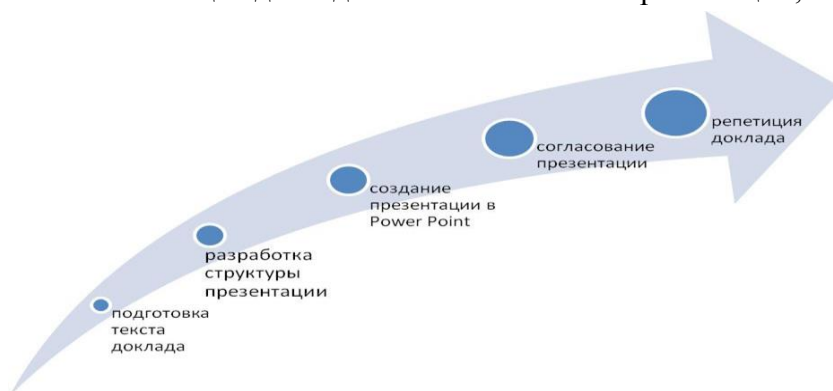 подготовка
текста
доклада
разработка
структуры
презентации
создание
презентации в
Power Point
согласование
презентации
репетиция
доклада